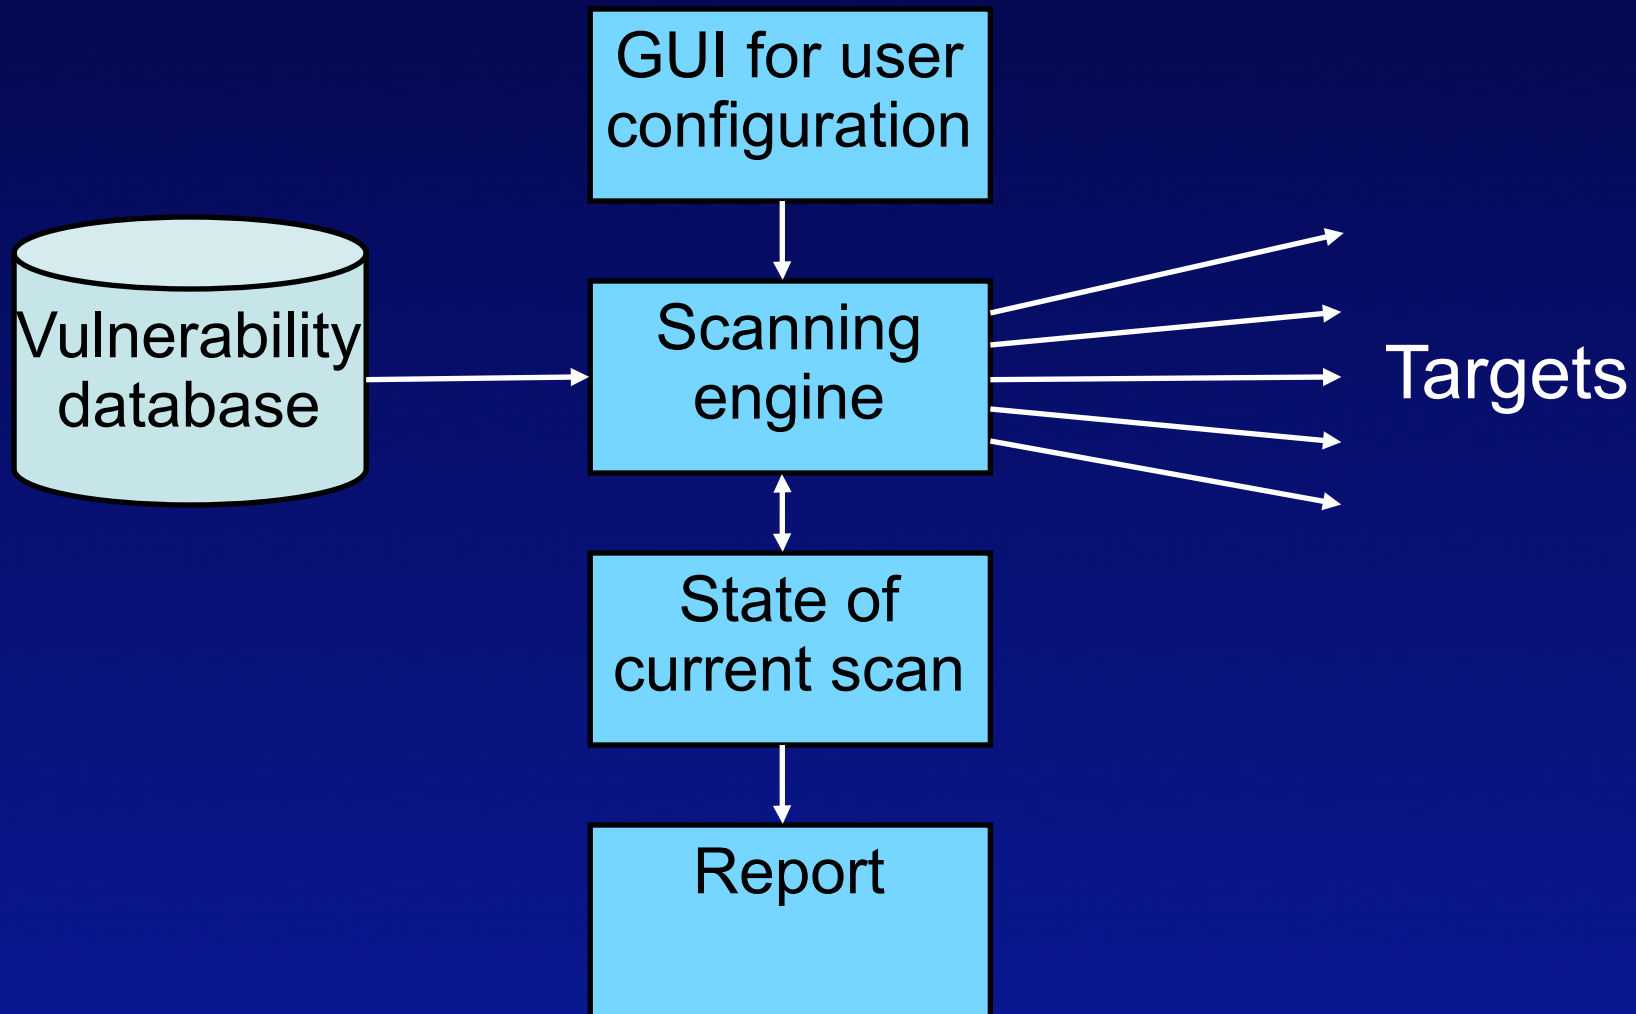 GUI for user
configuration
Vulnerability
database
Scanning
engine
Targets
State of
current scan
Report